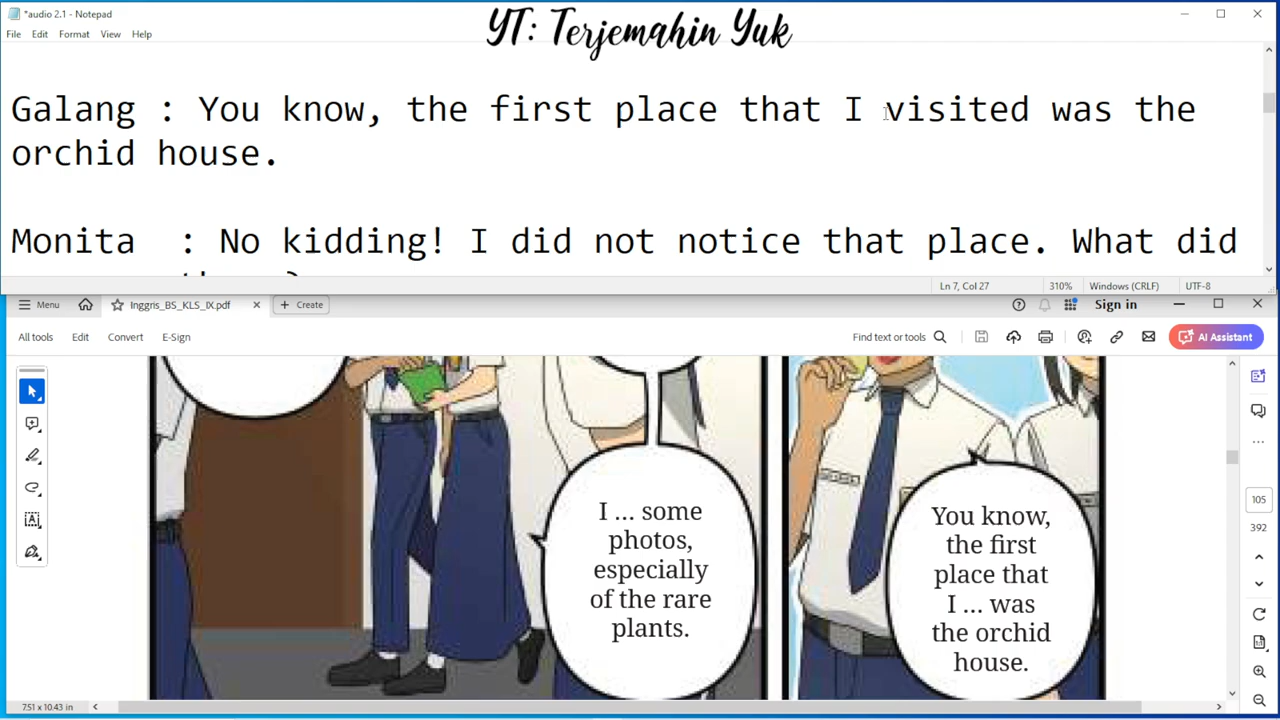 *audio 2.1 - Notepad
YT: Terjemahin Yuk
File Edit Format View Help
Galang : You know, the first place that I visited was the
orchid house.
Monita : No kidding! I did not notice that place. What did
Ln 7, Col 27 310% Windows (CRLF) UTF-8
Menu Inggris_BS_KLS_IX.pdf Create Sign in
All tools Edit Convert E-Sign Find text or tools AI Assistant
I ... some
photos,
especially
of the rare
plants.
You know,
the first
place that
I ... was
the orchid
house.
105
392
7.51 x 10.43 in